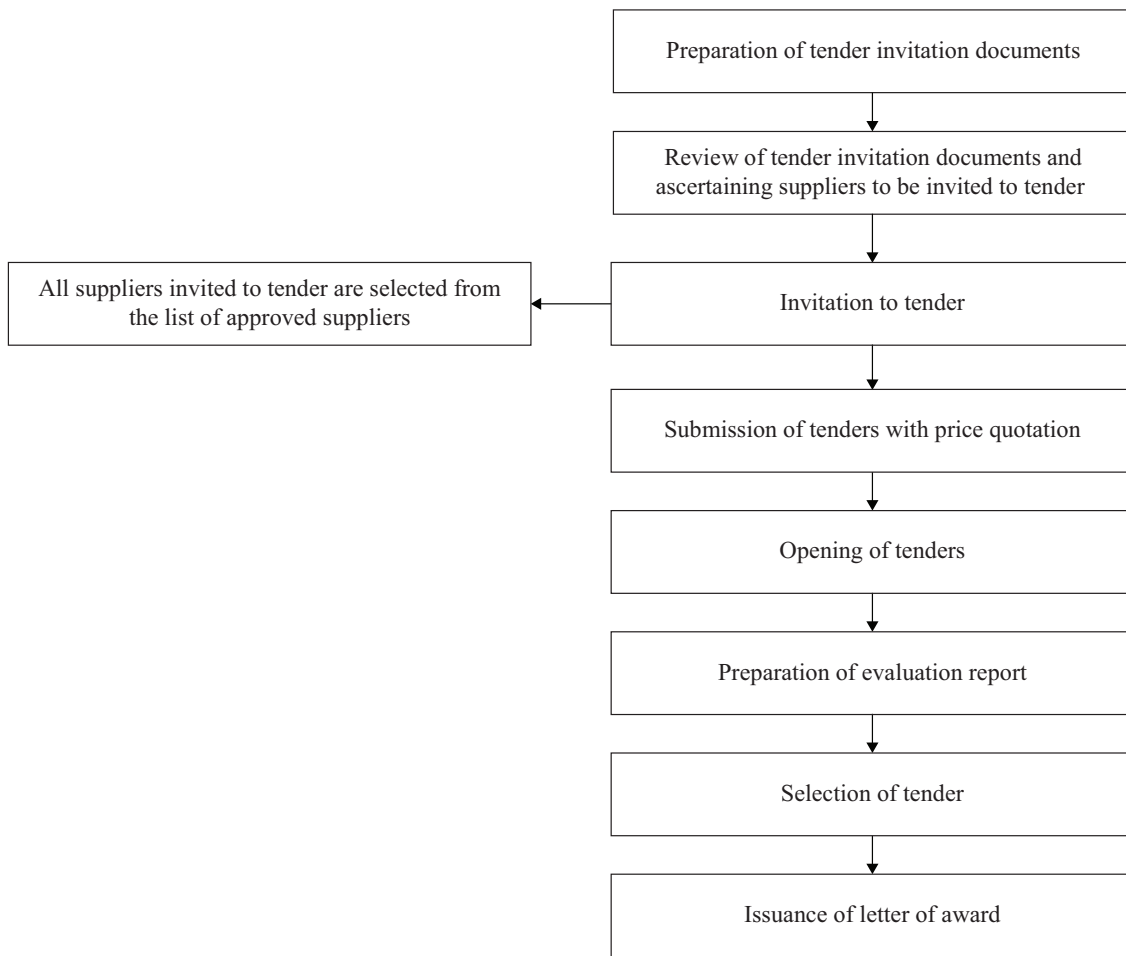 Preparation of tender invitation documents
Review of tender invitation documents and
ascertaining suppliers to be invited to tender
All suppliers invited to tender are selected from
the list of approved suppliers
Invitation to tender
Submission of tenders with price quotation
Opening of tenders
Preparation of evaluation report
Selection of tender
Issuance of letter of award